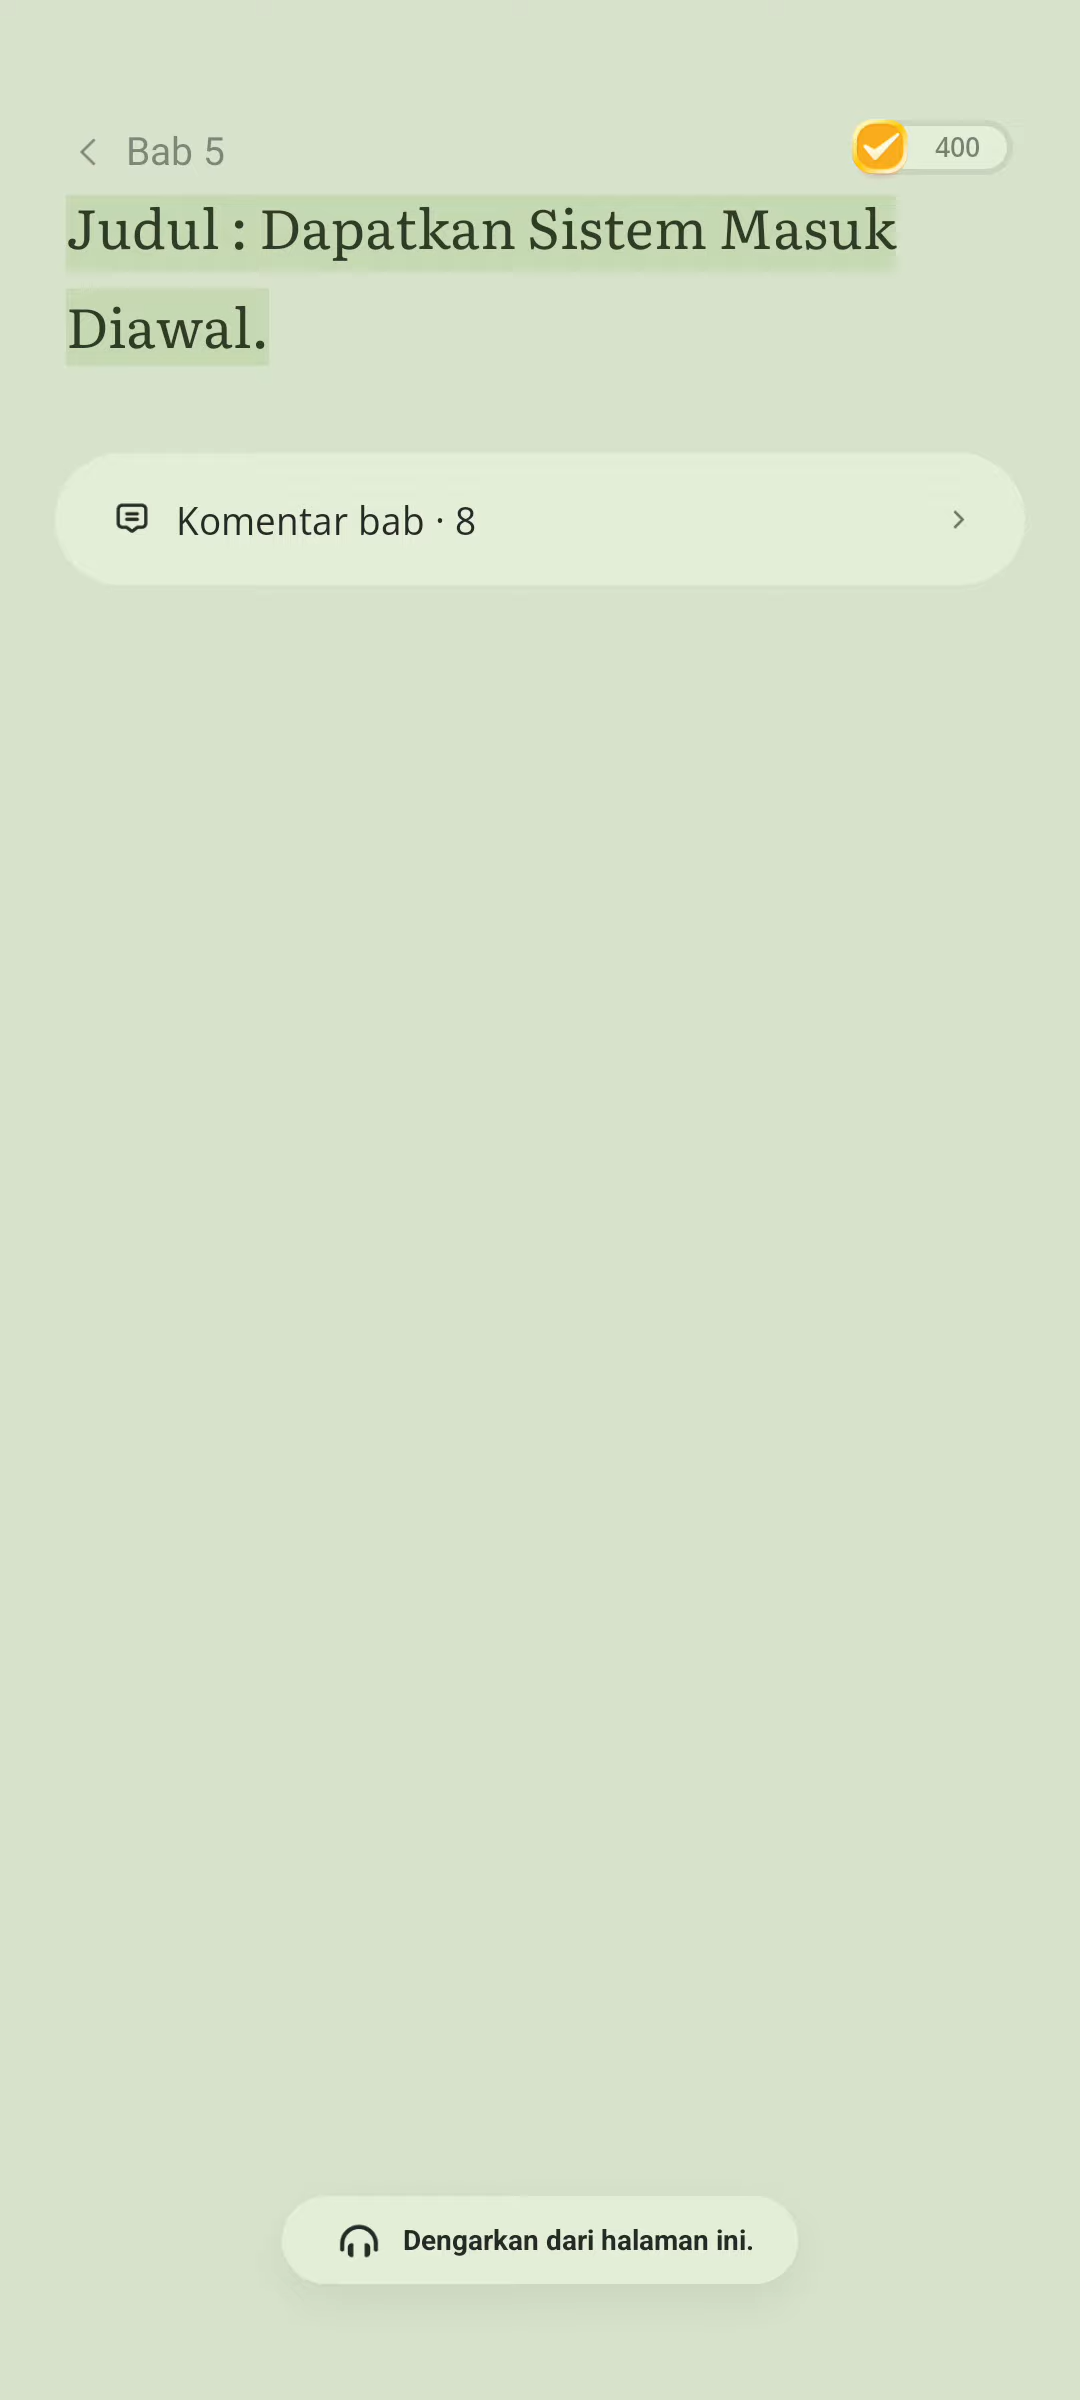 Bab 5
400
Judul : Dapatkan Sistem Masuk
Diawal.
Komentar bab · 8
Dengarkan dari halaman ini.